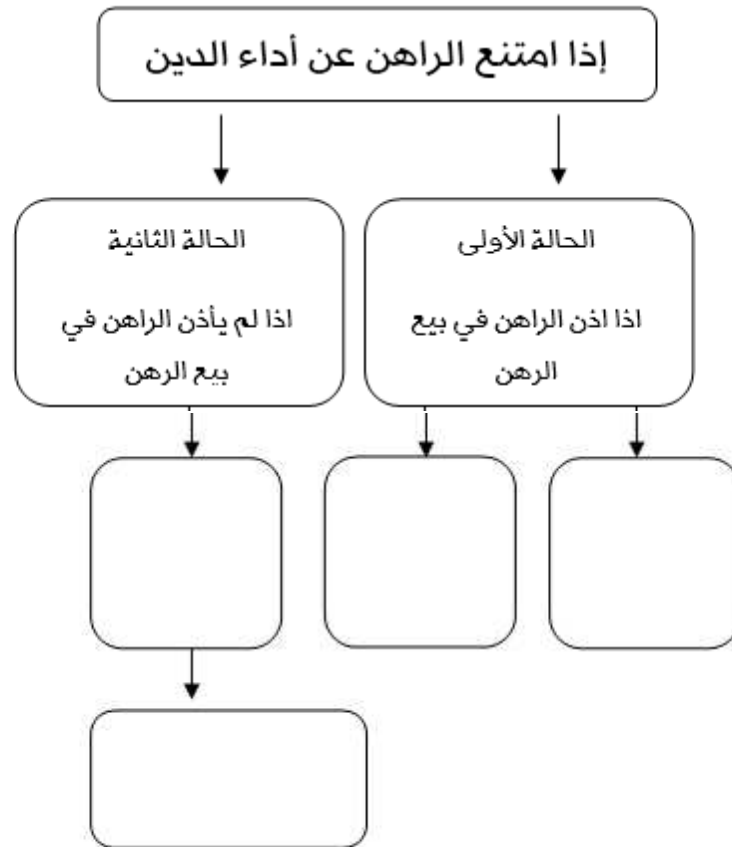 إذا امتنع الراهن عن أداء الدين
الحالة الأولى
اذا اذن الراهن في بيع
الرهن
الحالة الثانية
اذا لم يأذن الراهن في
بيع الرهن